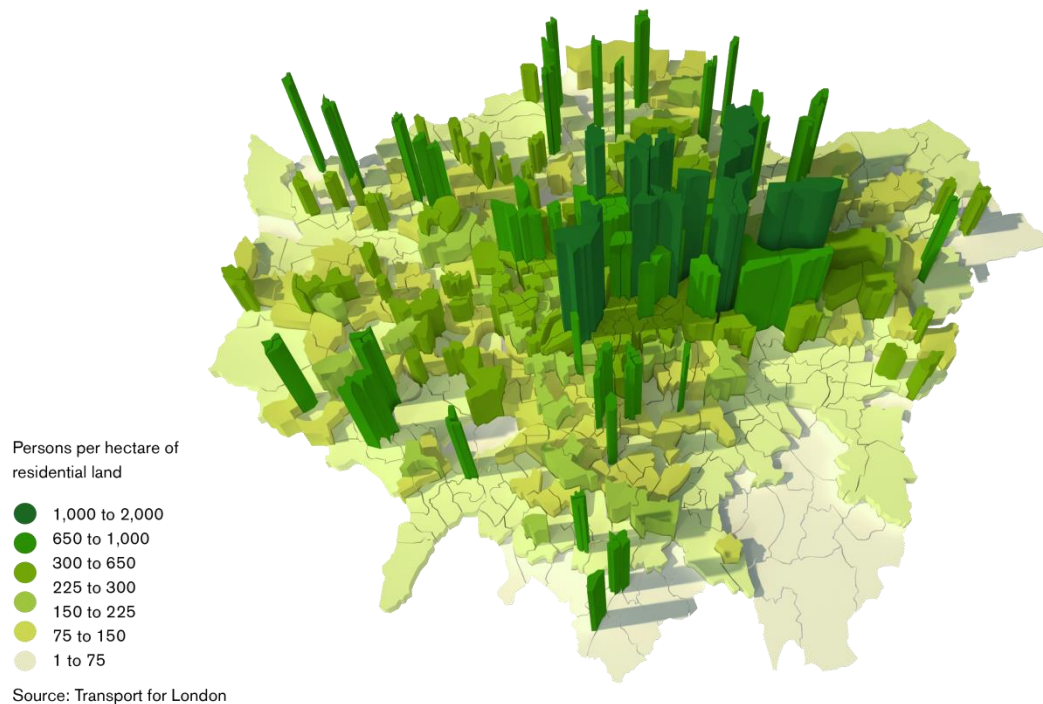 Persons per hectare of
residential land
1,000 to 2,000
650 to 1,000
300 to 650
225 to 300
150 to 225
75 to 150
1 to 75
Source: Transport for London